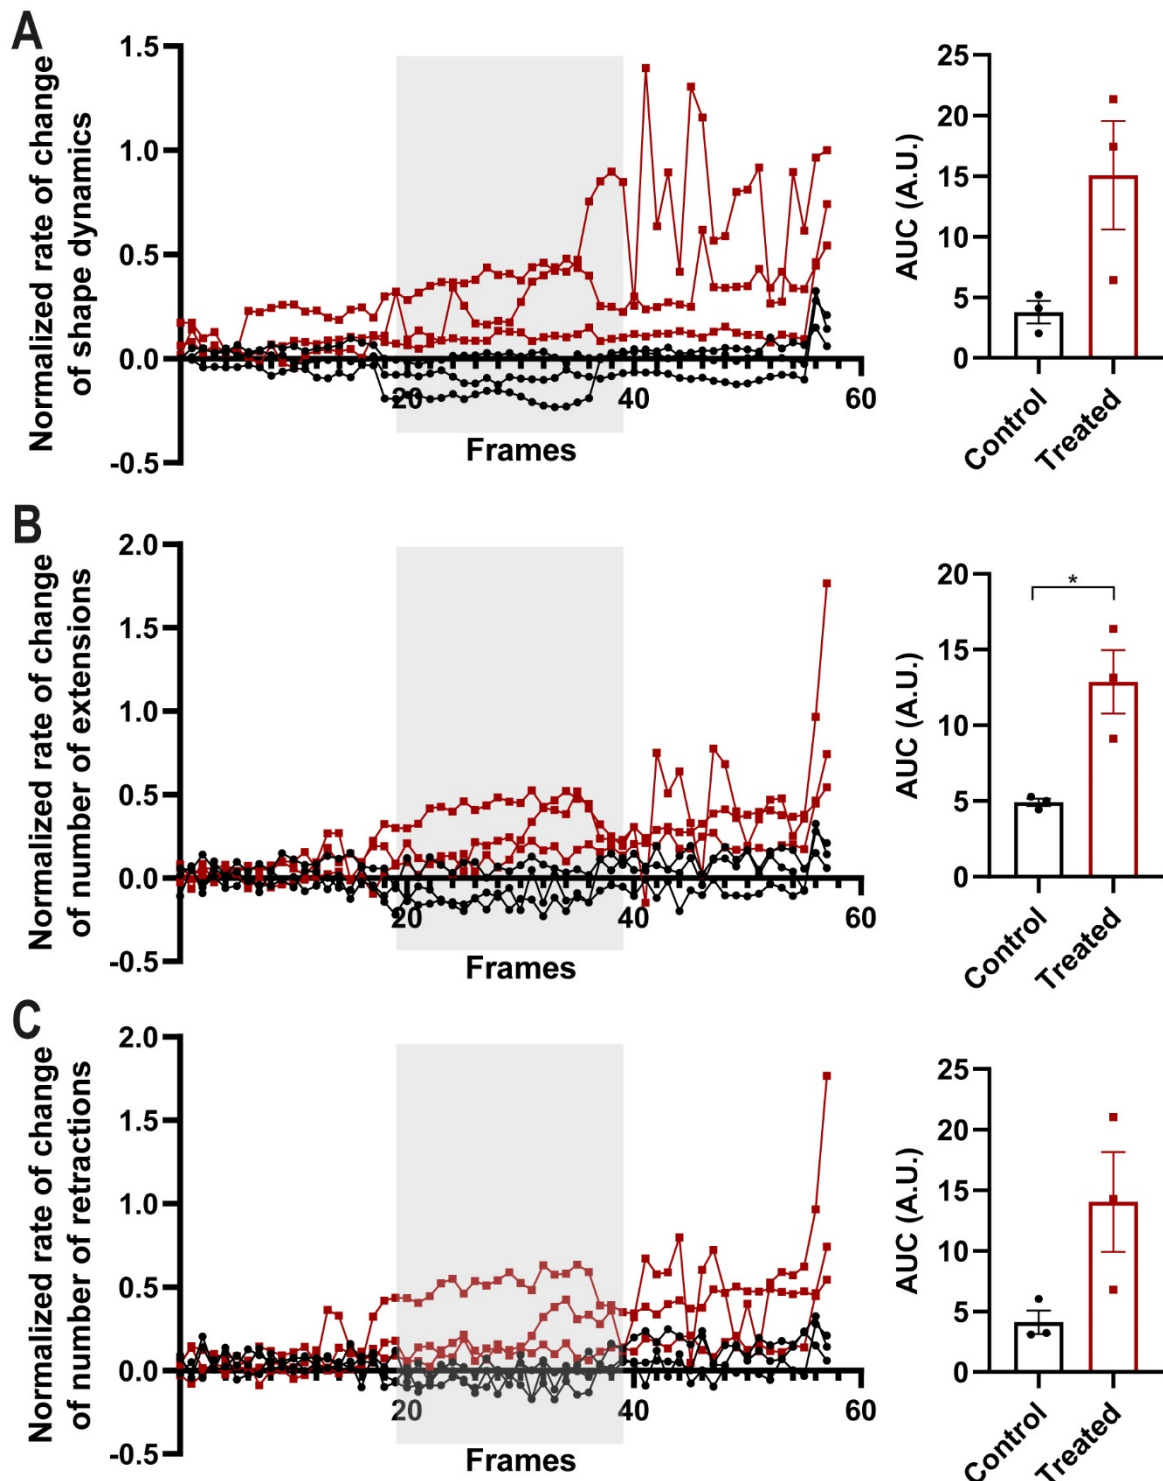 A
Normalized rate of change
of shape dynamics
1.5
1.0
0.5
0.0
-0.5
20
40
60
Frames
AUC (A.U.)
25
20
15
10
5
0
Control
Treated
B
Normalized rate of change
of number of extensions
2.0
1.5
1.0
0.5
0.0
-0.5
20
40
60
Frames
AUC (A.U.)
20
15
10
5
0
*
Control
Treated
C
Normalized rate of change
of number of retractions
2.0
1.5
1.0
0.5
0.0
-0.5
20
40
60
Frames
AUC (A.U.)
25
20
15
10
5
0
Control
Treated